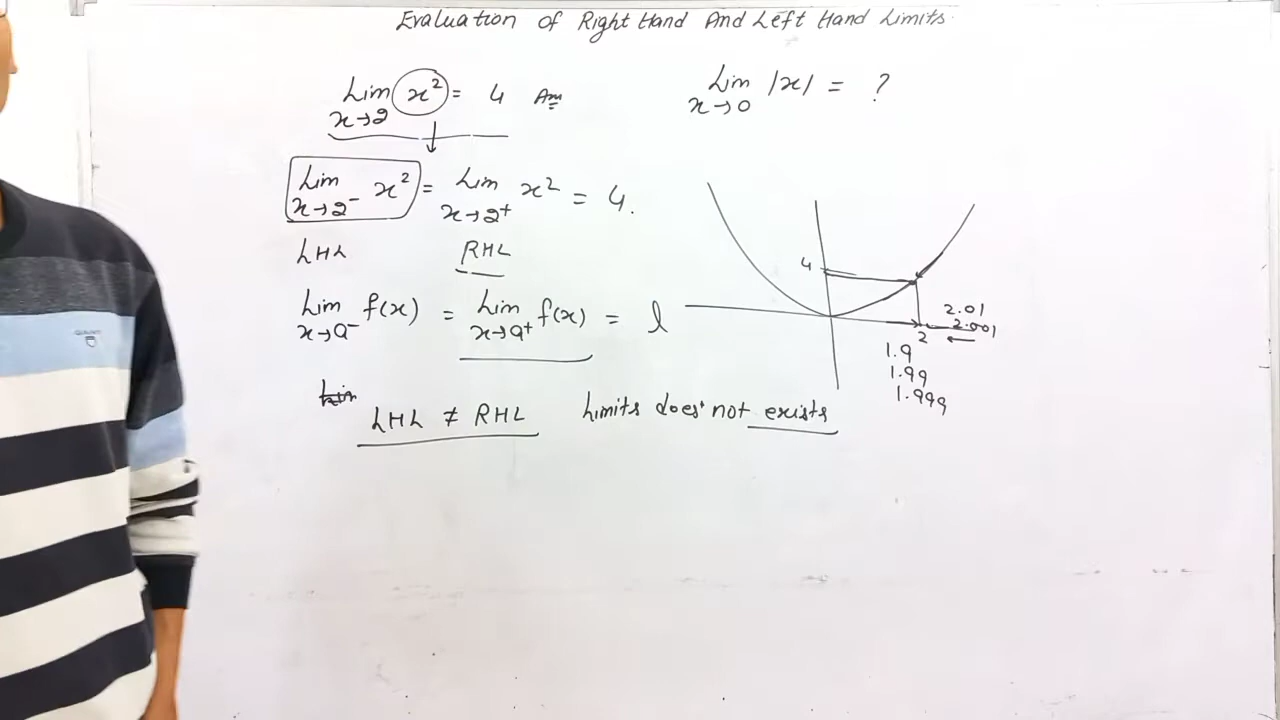 Evaluation of Right Hand And Left Hand Limits.
Lim x→2 x² = 4 Ans
Lim x→2⁻ x² = Lim x→2⁺ x² = 4.
LHL RHL
Lim x→a⁻ f(x) = Lim x→a⁺ f(x) = l
Lim
LHL ≠ RHL Limits does not exists
Lim x→0 |x| = ?
4
2.01
2.001
2
1.9
1.99
1.999